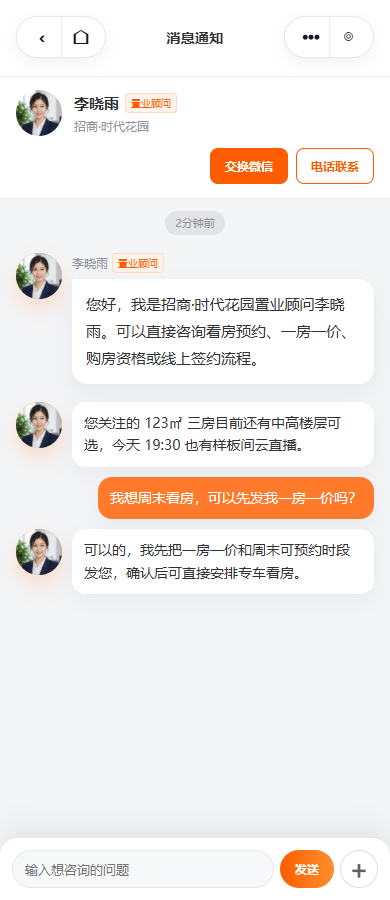 消息通知
李晓雨 置业顾问
招商·时代花园
交换微信 电话联系
2分钟前
李晓雨 置业顾问
您好，我是招商·时代花园置业顾问李晓
雨。可以直接咨询看房预约、一房一价、
购房资格或线上签约流程。
您关注的 123㎡ 三房目前还有中高楼层可
选，今天 19:30 也有样板间云直播。
我想周末看房，可以先发我一房一价吗？
可以的，我先把一房一价和周末可预约时段
发您，确认后可直接安排专车看房。
输入想咨询的问题 发送